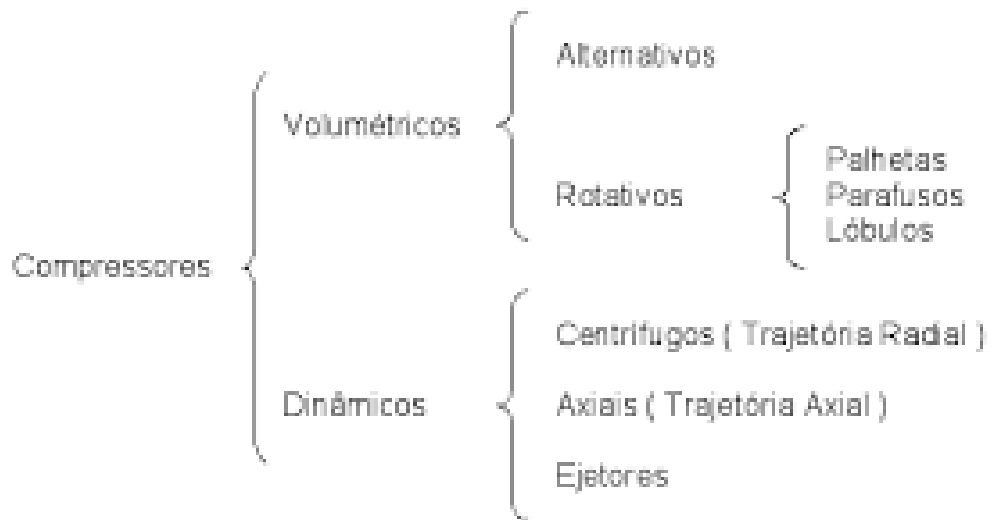 Compressores
Volumétricos
Alternativos
Rotativos
Palhetas
Parafusos
Lóbulos
Dinâmicos
Centrífugos ( Trajetória Radial )
Axiais ( Trajetória Axial )
Ejetores